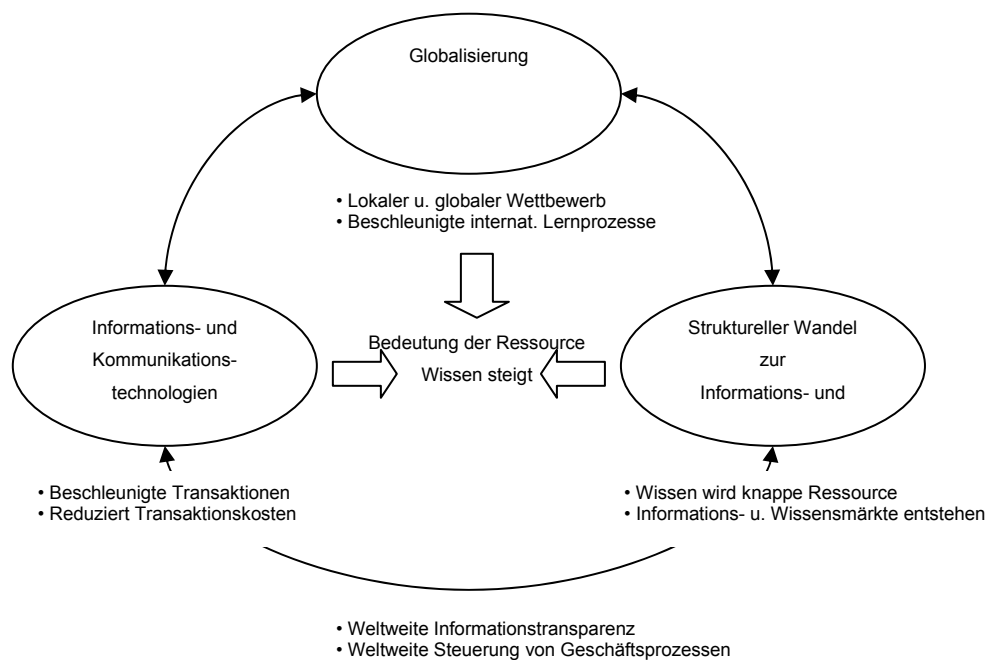 Globalisierung
• Lokaler u. globaler Wettbewerb
• Beschleunigte internat. Lernprozesse
Informations- und
Kommunikations-
technologien
Bedeutung der Ressource
Wissen steigt
Struktureller Wandel
zur
Informations- und
• Beschleunigte Transaktionen
• Reduziert Transaktionskosten
• Wissen wird knappe Ressource
• Informations- u. Wissensmärkte entstehen
• Weltweite Informationstransparenz
• Weltweite Steuerung von Geschäftsprozessen